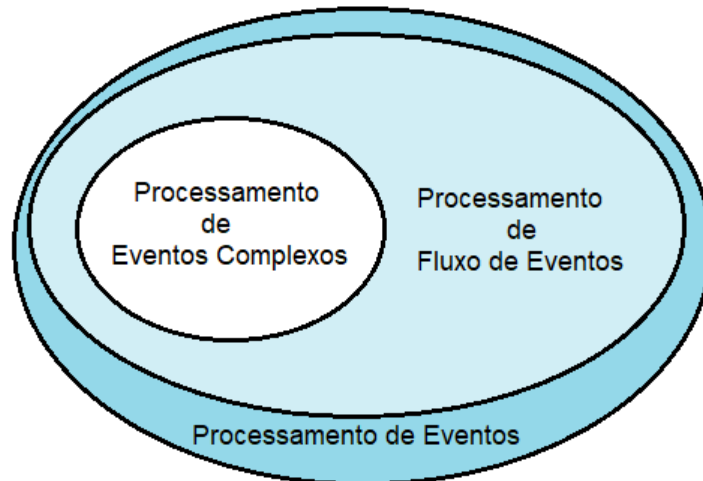 Processamento
de
Eventos Complexos
Processamento
de
Fluxo de Eventos
Processamento de Eventos